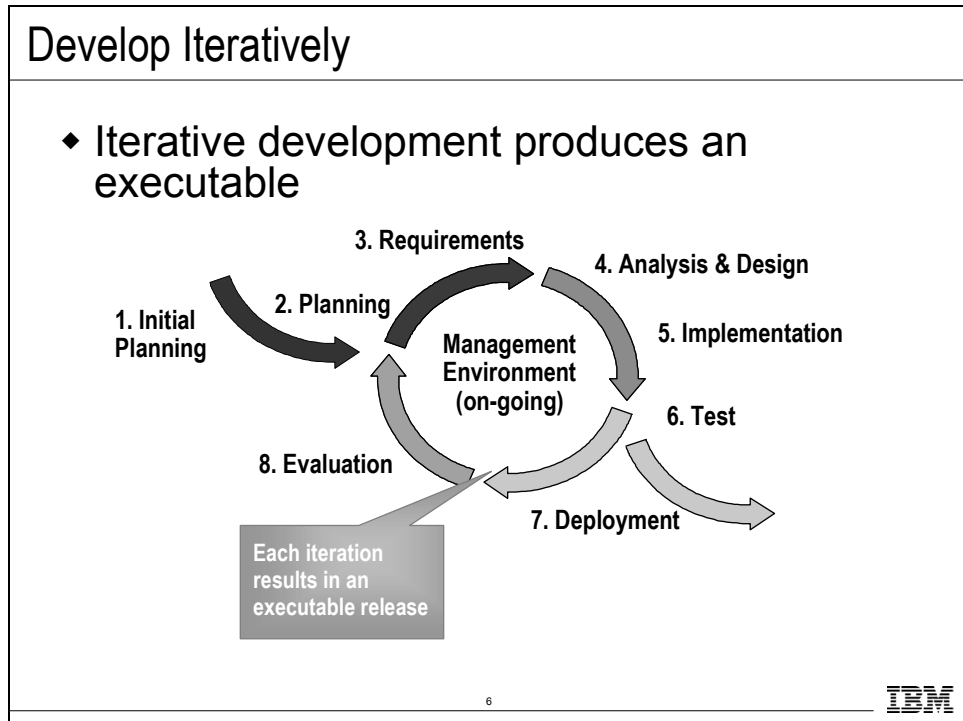 Develop Iteratively
◆ Iterative development produces an
executable
3. Requirements
4. Analysis & Design
2. Planning
1. Initial
Planning
5. Implementation
Management
Environment
(on-going)
6. Test
8. Evaluation
7. Deployment
Each iteration
results in an
executable release
6
IBM